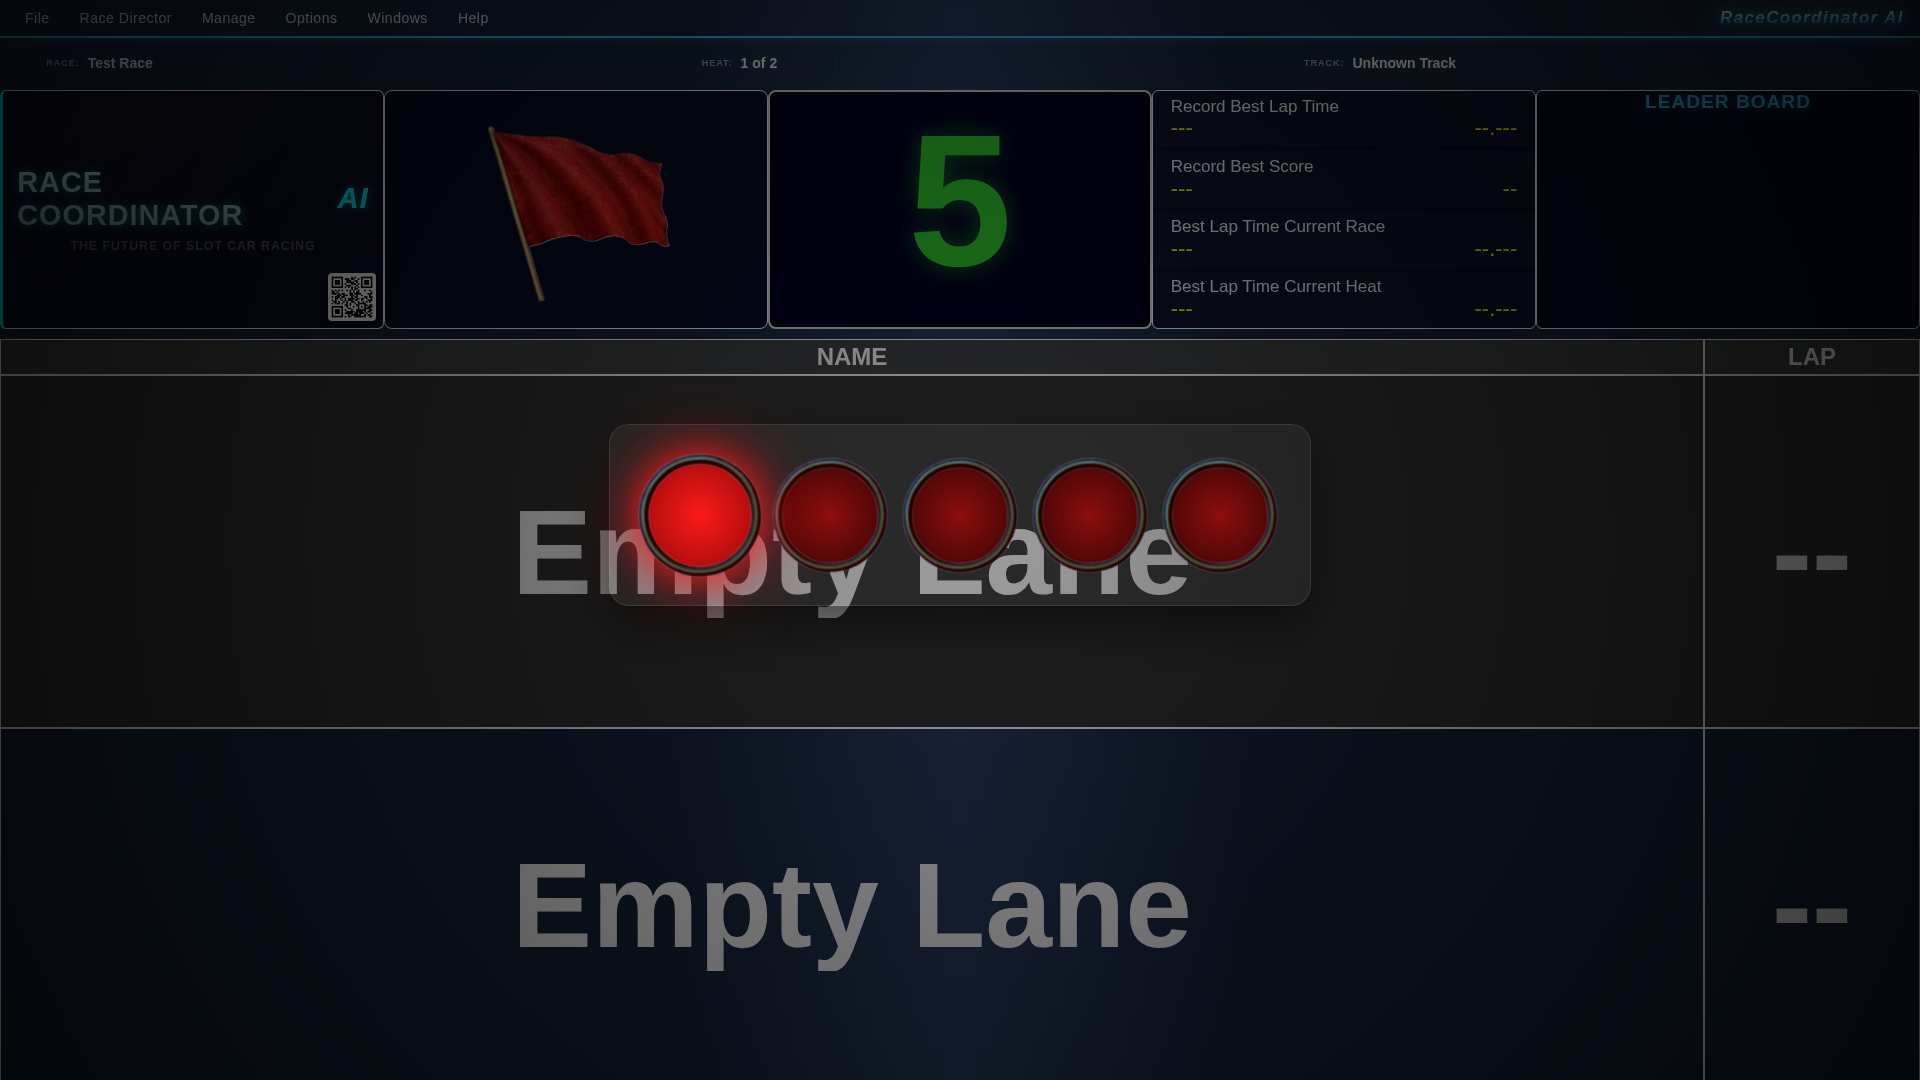 File Race Director Manage Options Windows Help RaceCoordinator AI
RACE: Test Race HEAT: 1 of 2 TRACK: Unknown Track
RACE
COORDINATOR
AI
THE FUTURE OF SLOT CAR RACING
5
Record Best Lap Time
--- --.---
Record Best Score
--- --
Best Lap Time Current Race
--- --.---
Best Lap Time Current Heat
--- --.---
LEADER BOARD
NAME LAP
Empty Lane --
Empty Lane --